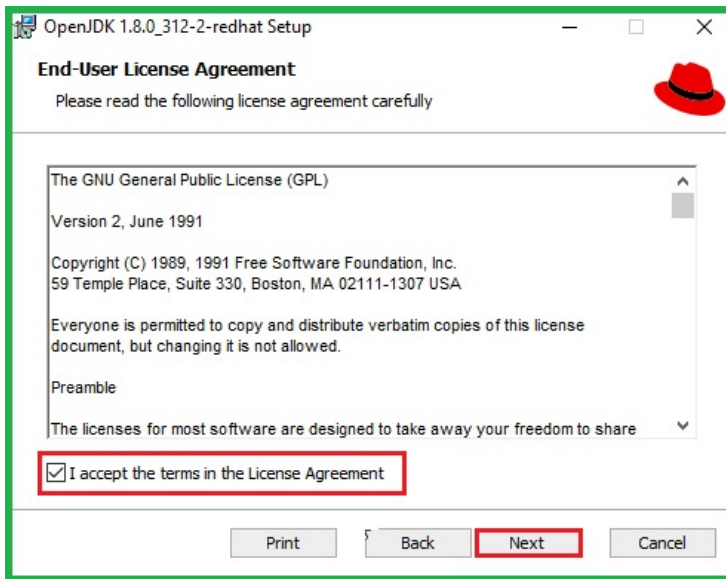 OpenJDK 1.8.0_312-2-redhat Setup
End-User License Agreement
Please read the following license agreement carefully
The GNU General Public License (GPL)
Version 2, June 1991
Copyright (C) 1989, 1991 Free Software Foundation, Inc.
59 Temple Place, Suite 330, Boston, MA 02111-1307 USA
Everyone is permitted to copy and distribute verbatim copies of this license
document, but changing it is not allowed.
Preamble
The licenses for most software are designed to take away your freedom to share
I accept the terms in the License Agreement
Print Back Next Cancel